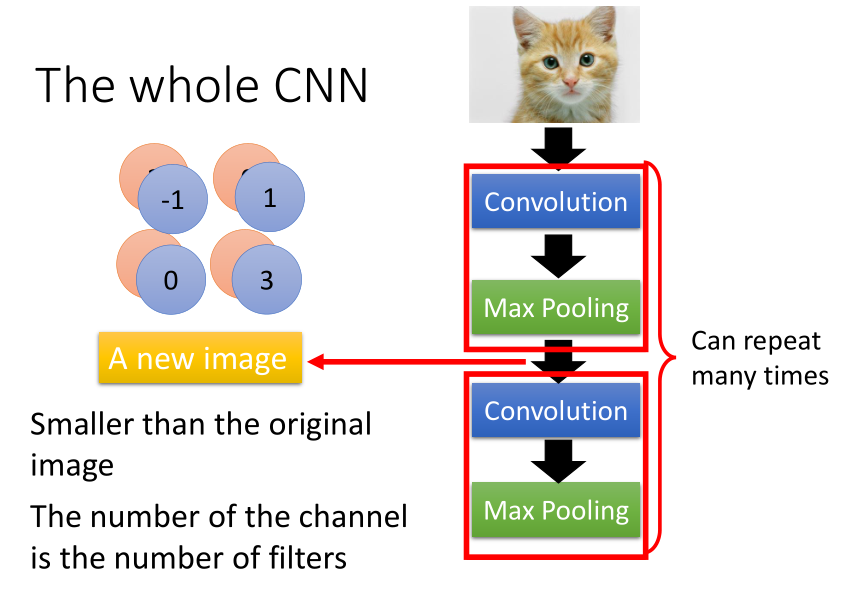 The whole CNN
-1
1
0
3
A new image
Smaller than the original
image
The number of the channel
is the number of filters
Convolution
Max Pooling
Convolution
Max Pooling
Can repeat
many times